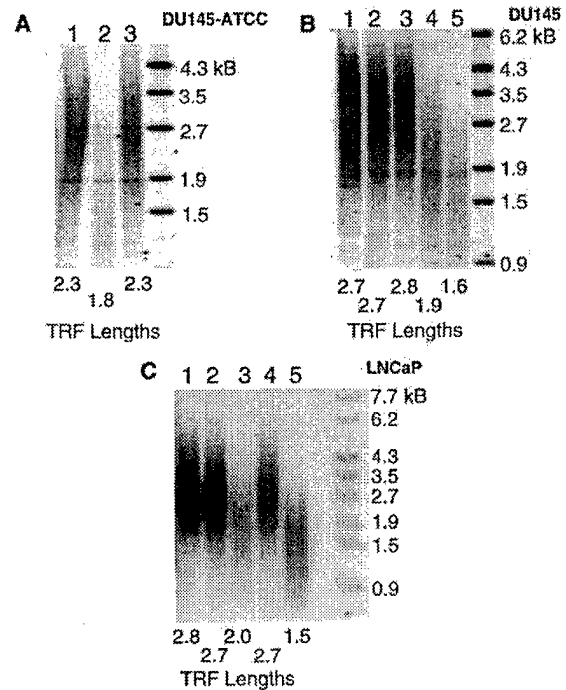 A
DU145-ATCC
1 2 3
4.3 kB
3.5
2.7
1.9
1.5
2.3 2.3
1.8
TRF Lengths
B
DU145
1 2 3 4 5
6.2 kB
4.3
3.5
2.7
1.9
1.5
0.9
2.7 2.8 1.6
2.7 1.9
TRF Lengths
C
LNCaP
1 2 3 4 5
7.7 kB
6.2
4.3
3.5
2.7
1.9
1.5
0.9
2.8 2.0 1.5
2.7 2.7
TRF Lengths